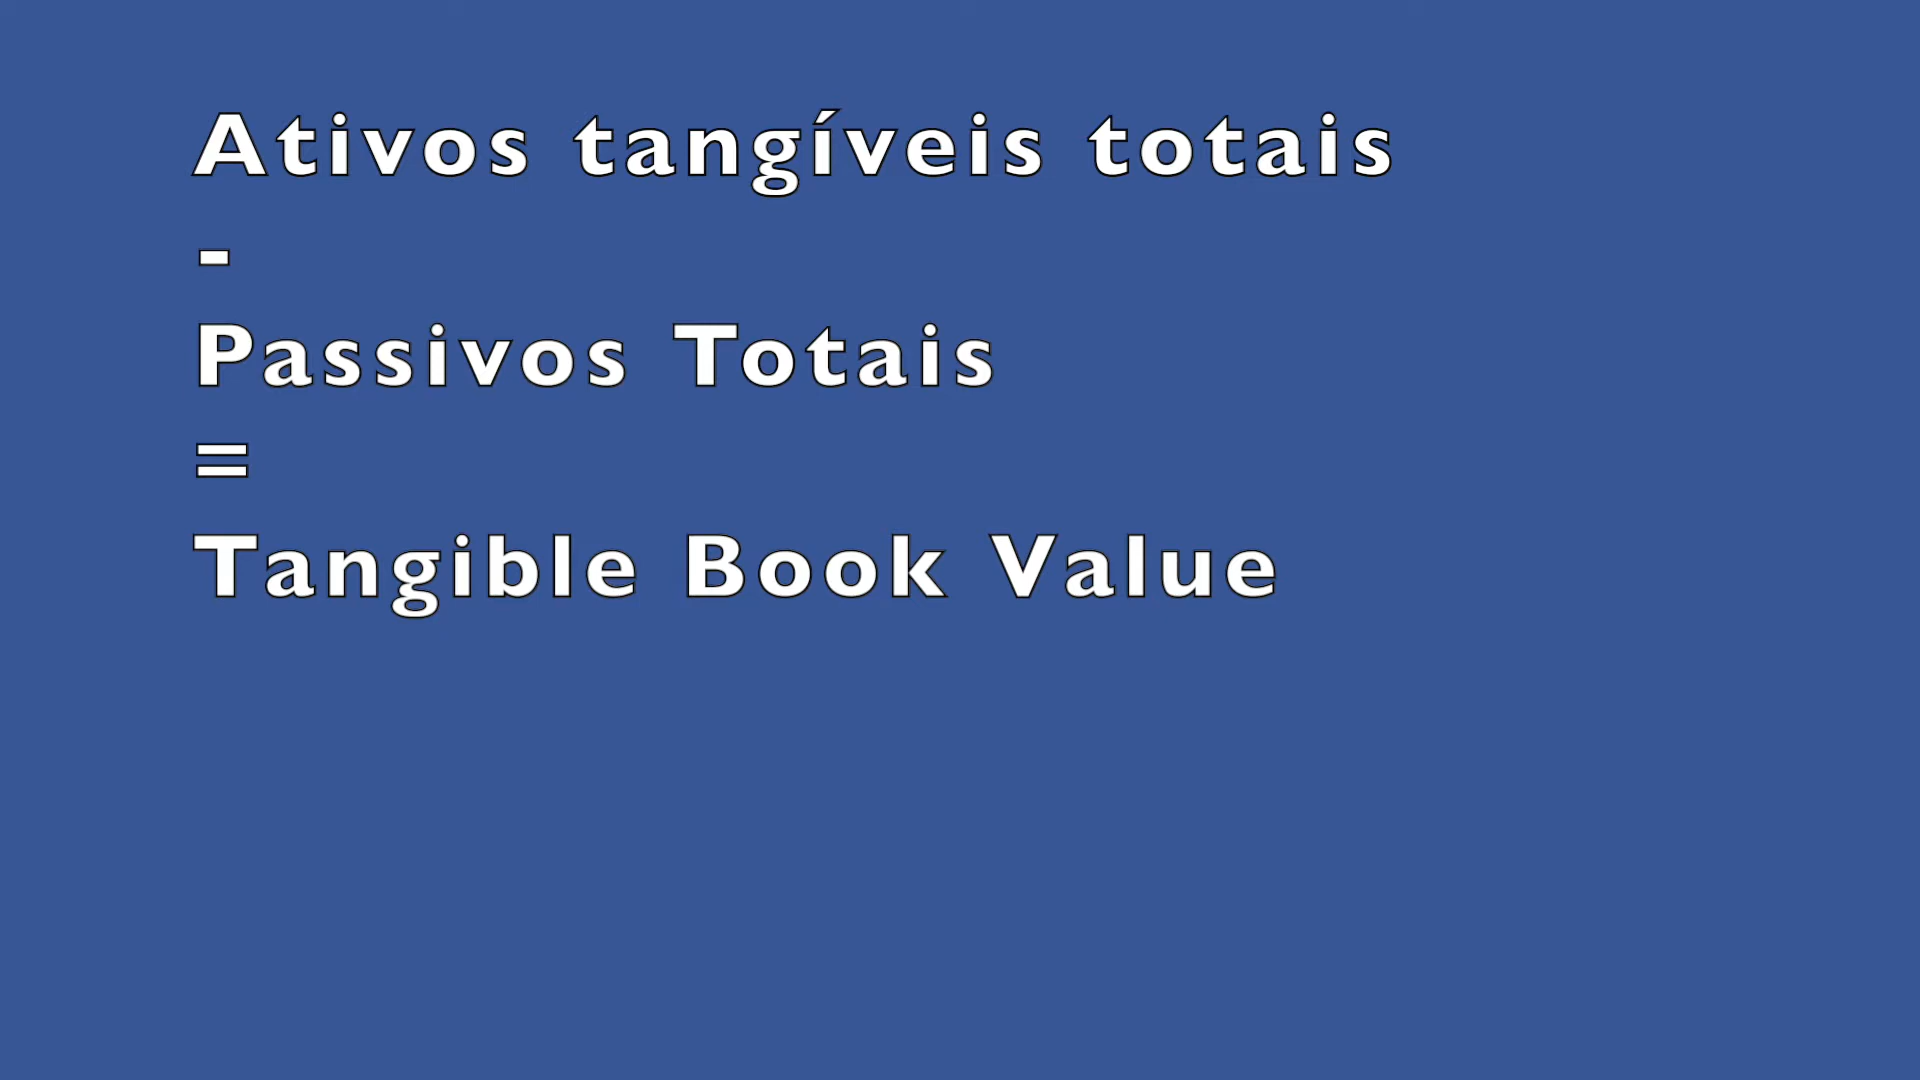 Ativos tangíveis totais
-
Passivos Totais
=
Tangible Book Value